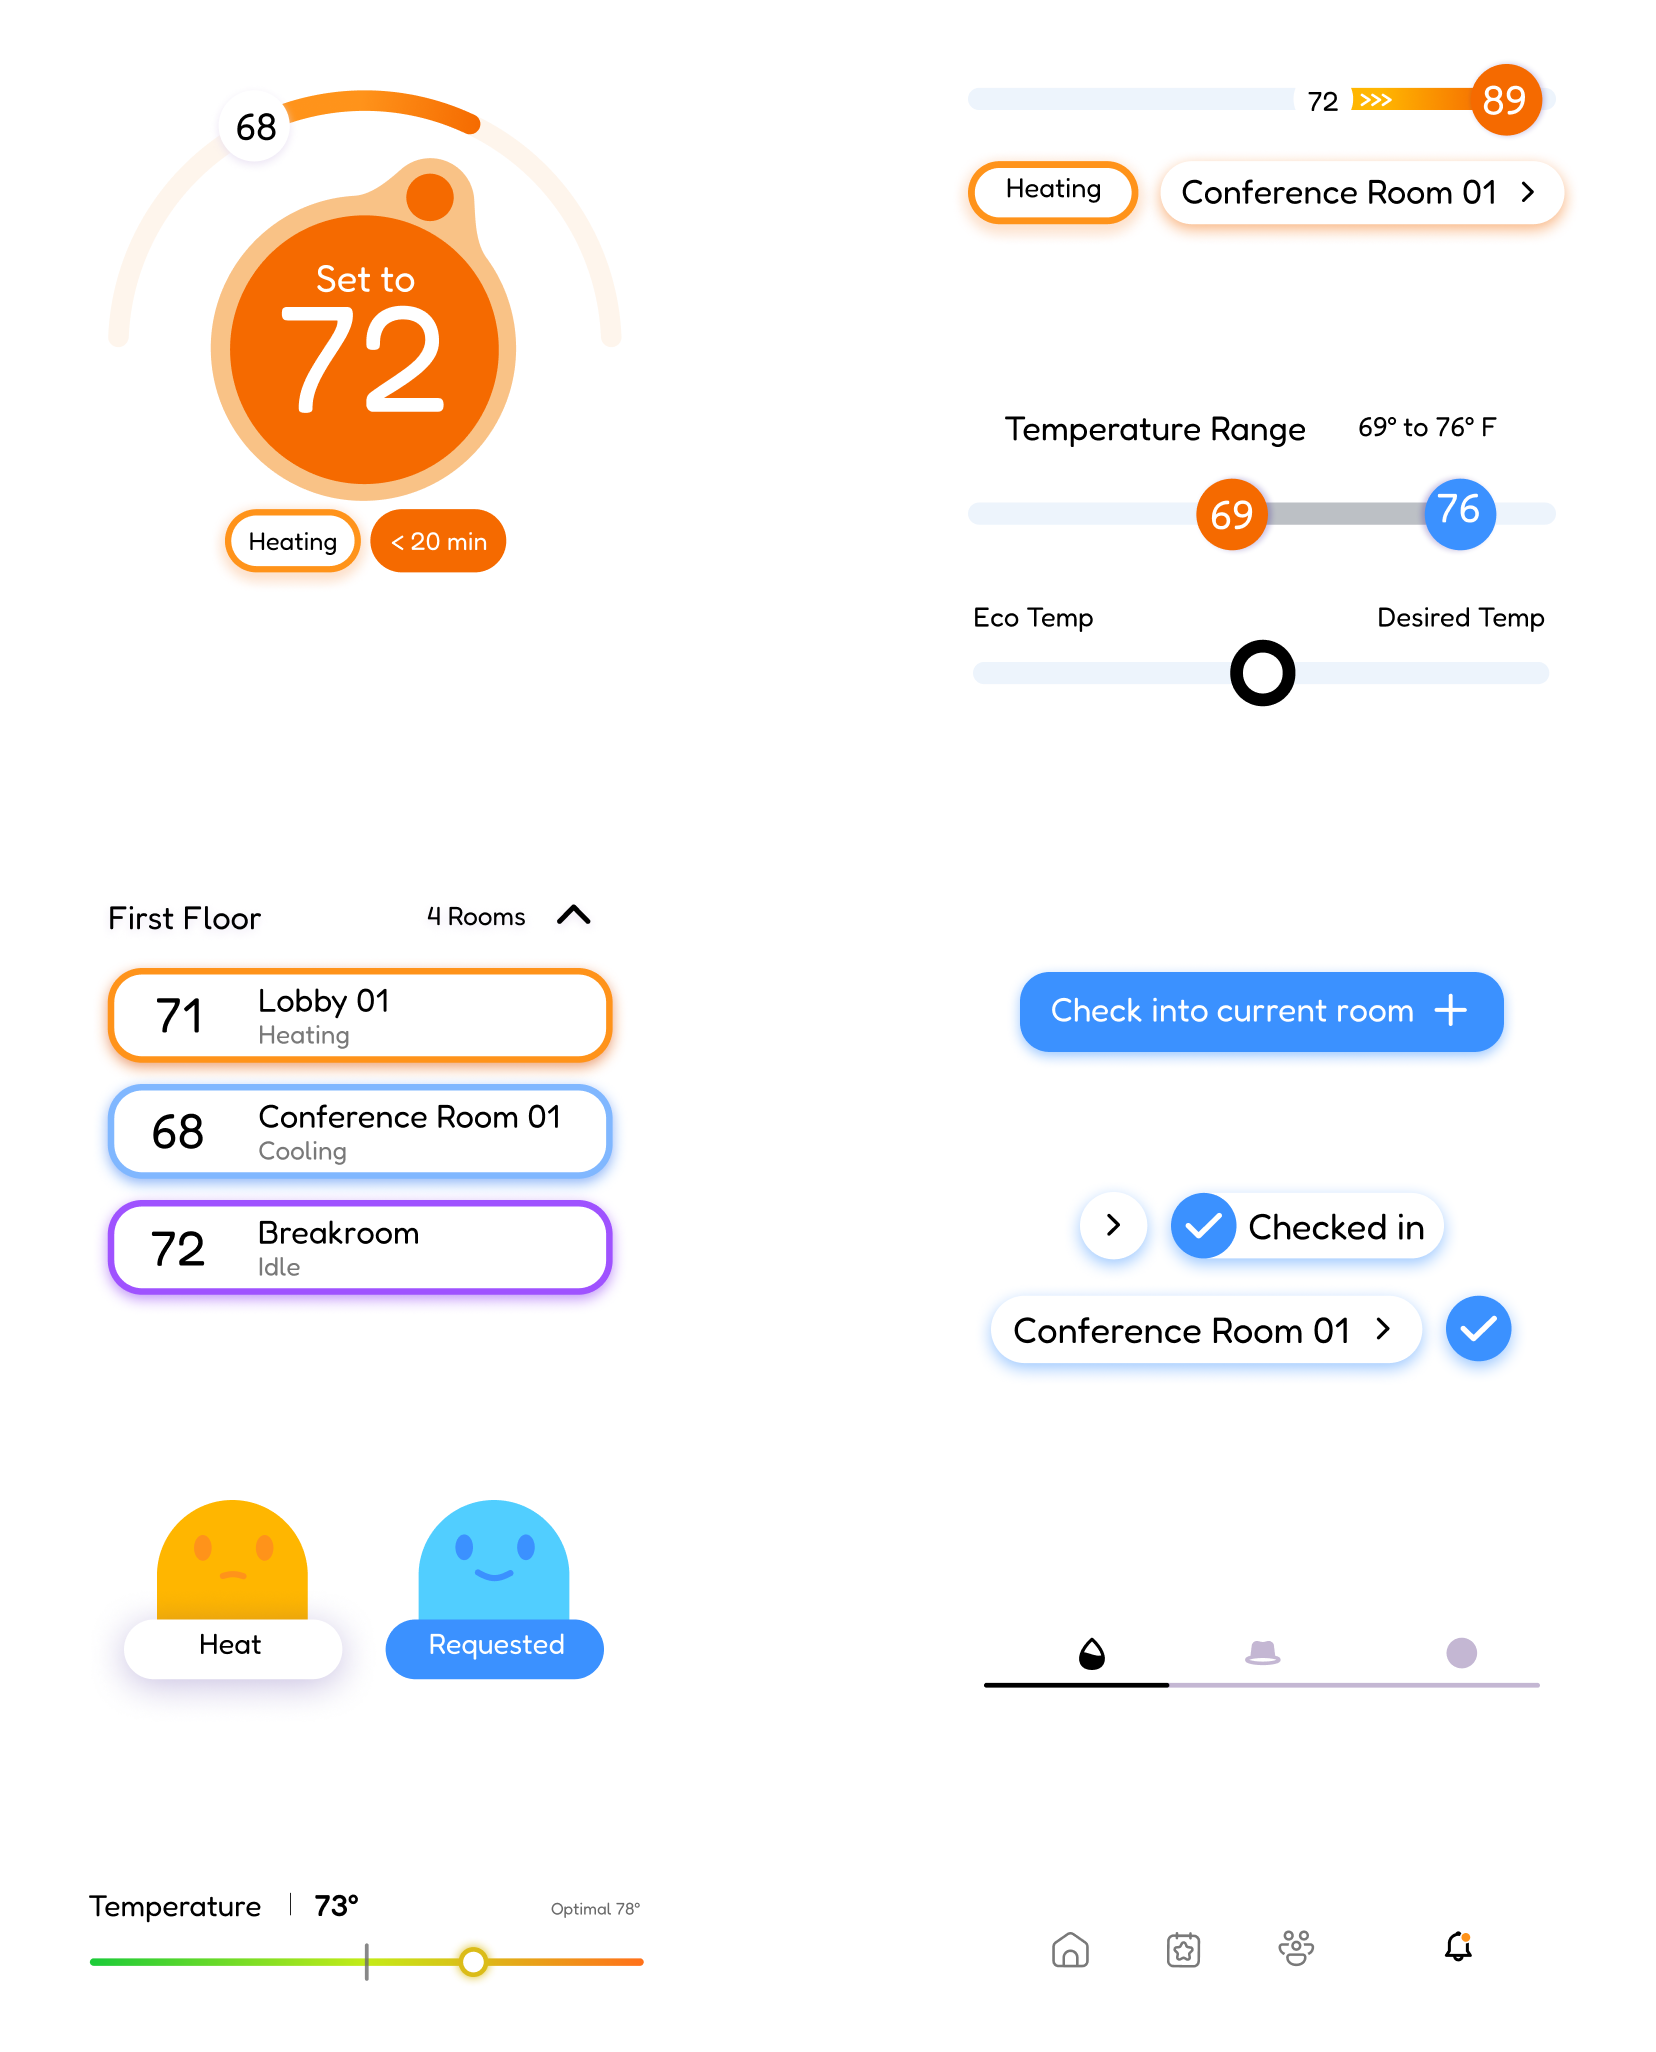 68
Set to
72
Heating
< 20 min
72 >>> 89
Heating
Conference Room 01 >
Temperature Range 69° to 76° F
69 76
Eco Temp Desired Temp
First Floor 4 Rooms
71 Lobby 01
Heating
68 Conference Room 01
Cooling
72 Breakroom
Idle
Check into current room +
> Checked in
Conference Room 01 >
Heat
Requested
Temperature | 73° Optimal 78°